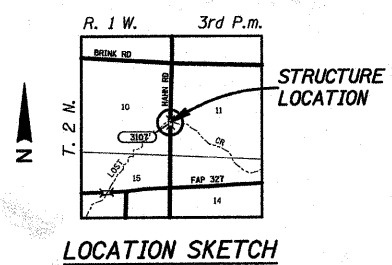 R. 1 W. 3rd P.m.
BRINK RD
HAHN RD
STRUCTURE
LOCATION
10
11
3107
T. 2 N.
N
LOST
CR
FAP 327
15
14
LOCATION SKETCH